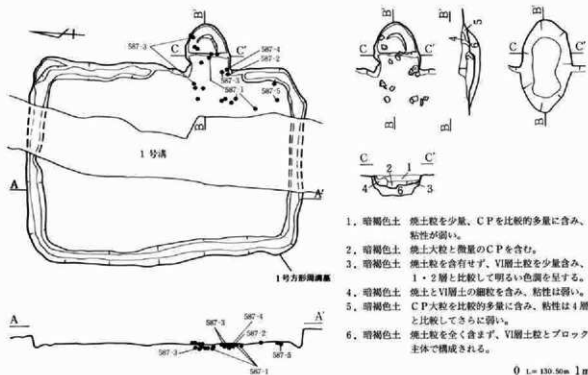 B'
587-3
C
C'
587-4
587-2
587-3
587-1
587-5
B
1号溝
A
A'
1号方形周溝墓
A
A'
587-3
587-4
587-2
587-3
587-5
587-1
B'
B'
B'
5
4
C
C'
C
C'
B
B
B
C
C'
2
1
4
6
3
1.暗褐色土 焼土粒を少量、CPを比較的多量に含み、
粘性が弱い。
2.暗褐色土 焼土大粒と微量のCPを含む。
3.暗褐色土 焼土粒を含有せず、VI層土粒を少量含み、
1・2層と比較して明るい色調を呈する。
4.暗褐色土 焼土とVI層土の細粒を含み、粘性は弱い。
5.暗褐色土 CP大粒を比較的多量に含み、粘性は4層
と比較してさらに弱い。
6.暗褐色土 焼土粒を全く含まず、VI層土粒とブロック
主体で構成される。
0 L=130.50m 1m